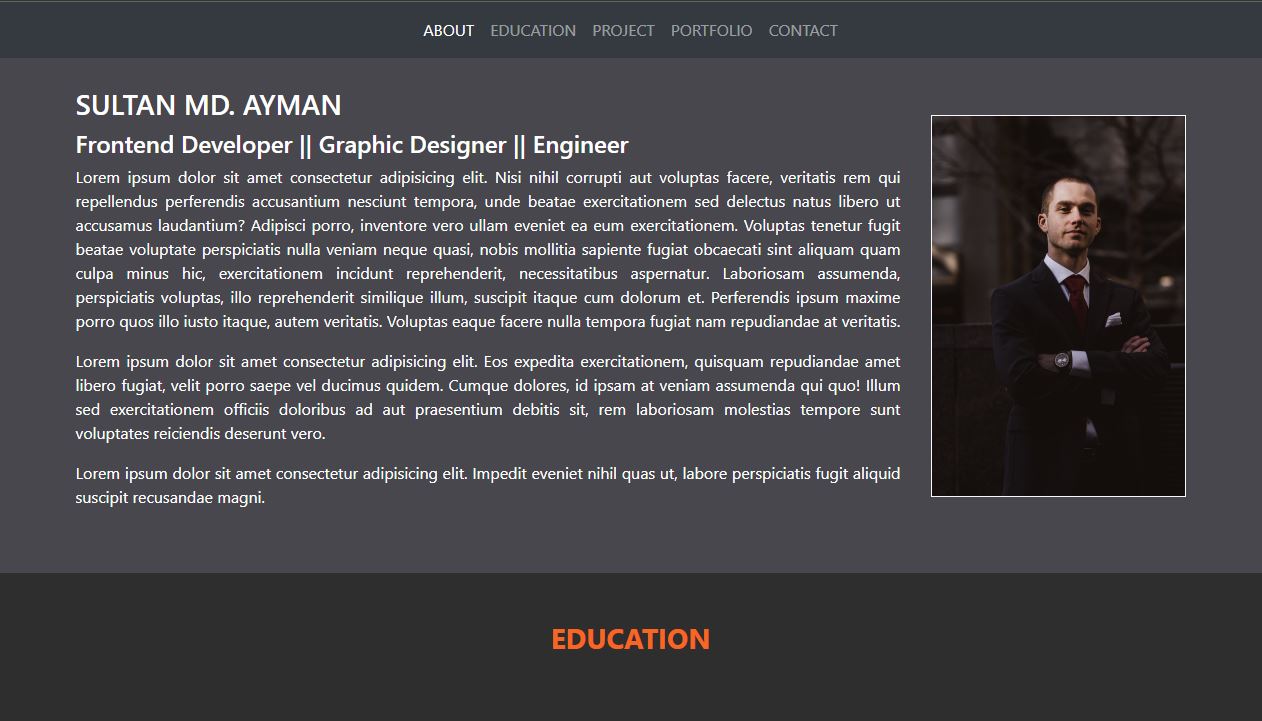 ABOUT EDUCATION PROJECT PORTFOLIO CONTACT
SULTAN MD. AYMAN
Frontend Developer || Graphic Designer || Engineer
Lorem ipsum dolor sit amet consectetur adipisicing elit. Nisi nihil corrupti aut voluptas facere, veritatis rem qui
repellendus perferendis accusantium nesciunt tempora, unde beatae exercitationem sed delectus natus libero ut
accusamus laudantium? Adipisci porro, inventore vero ullam eveniet ea eum exercitationem. Voluptas tenetur fugit
beatae voluptate perspiciatis nulla veniam neque quasi, nobis mollitia sapiente fugiat obcaecati sint aliquam quam
culpa minus hic, exercitationem incidunt reprehenderit, necessitatibus aspernatur. Laboriosam assumenda,
perspiciatis voluptas, illo reprehenderit similique illum, suscipit itaque cum dolorum et. Perferendis ipsum maxime
porro quos illo iusto itaque, autem veritatis. Voluptas eaque facere nulla tempora fugiat nam repudiandae at veritatis.
Lorem ipsum dolor sit amet consectetur adipisicing elit. Eos expedita exercitationem, quisquam repudiandae amet
libero fugiat, velit porro saepe vel ducimus quidem. Cumque dolores, id ipsam at veniam assumenda qui quo! Illum
sed exercitationem officiis doloribus ad aut praesentium debitis sit, rem laboriosam molestias tempore sunt
voluptates reiciendis deserunt vero.
Lorem ipsum dolor sit amet consectetur adipisicing elit. Impedit eveniet nihil quas ut, labore perspiciatis fugit aliquid
suscipit recusandae magni.
EDUCATION